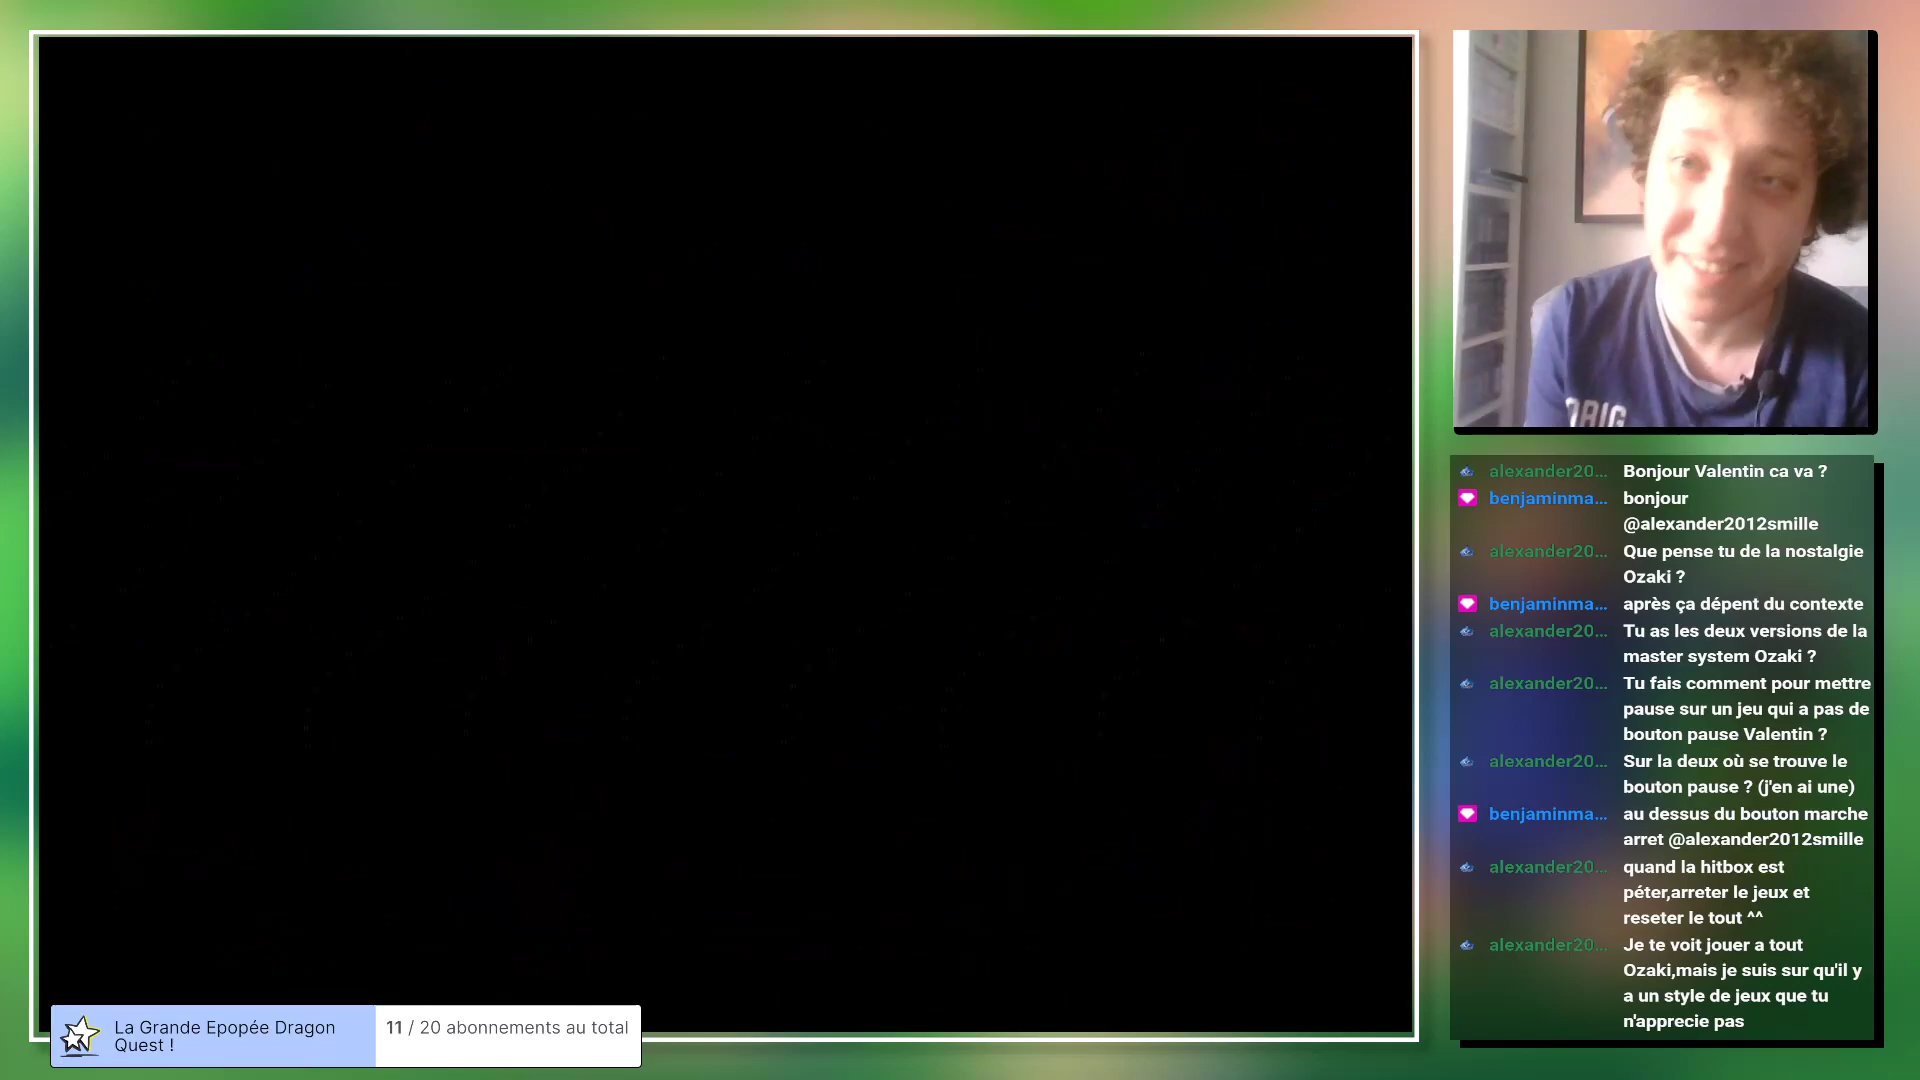 alexander20... Bonjour Valentin ca va ?
benjaminma... bonjour
@alexander2012smille
alexander20... Que pense tu de la nostalgie
Ozaki ?
benjaminma... après ça dépent du contexte
alexander20... Tu as les deux versions de la
master system Ozaki ?
alexander20... Tu fais comment pour mettre
pause sur un jeu qui a pas de
bouton pause Valentin ?
alexander20... Sur la deux où se trouve le
bouton pause ? (j'en ai une)
benjaminma... au dessus du bouton marche
arret @alexander2012smille
alexander20... quand la hitbox est
péter,arreter le jeux et
reseter le tout ^^
alexander20... Je te voit jouer a tout
Ozaki,mais je suis sur qu'il y
a un style de jeux que tu
n'apprecie pas
La Grande Epopée Dragon
Quest !
11 / 20 abonnements au total